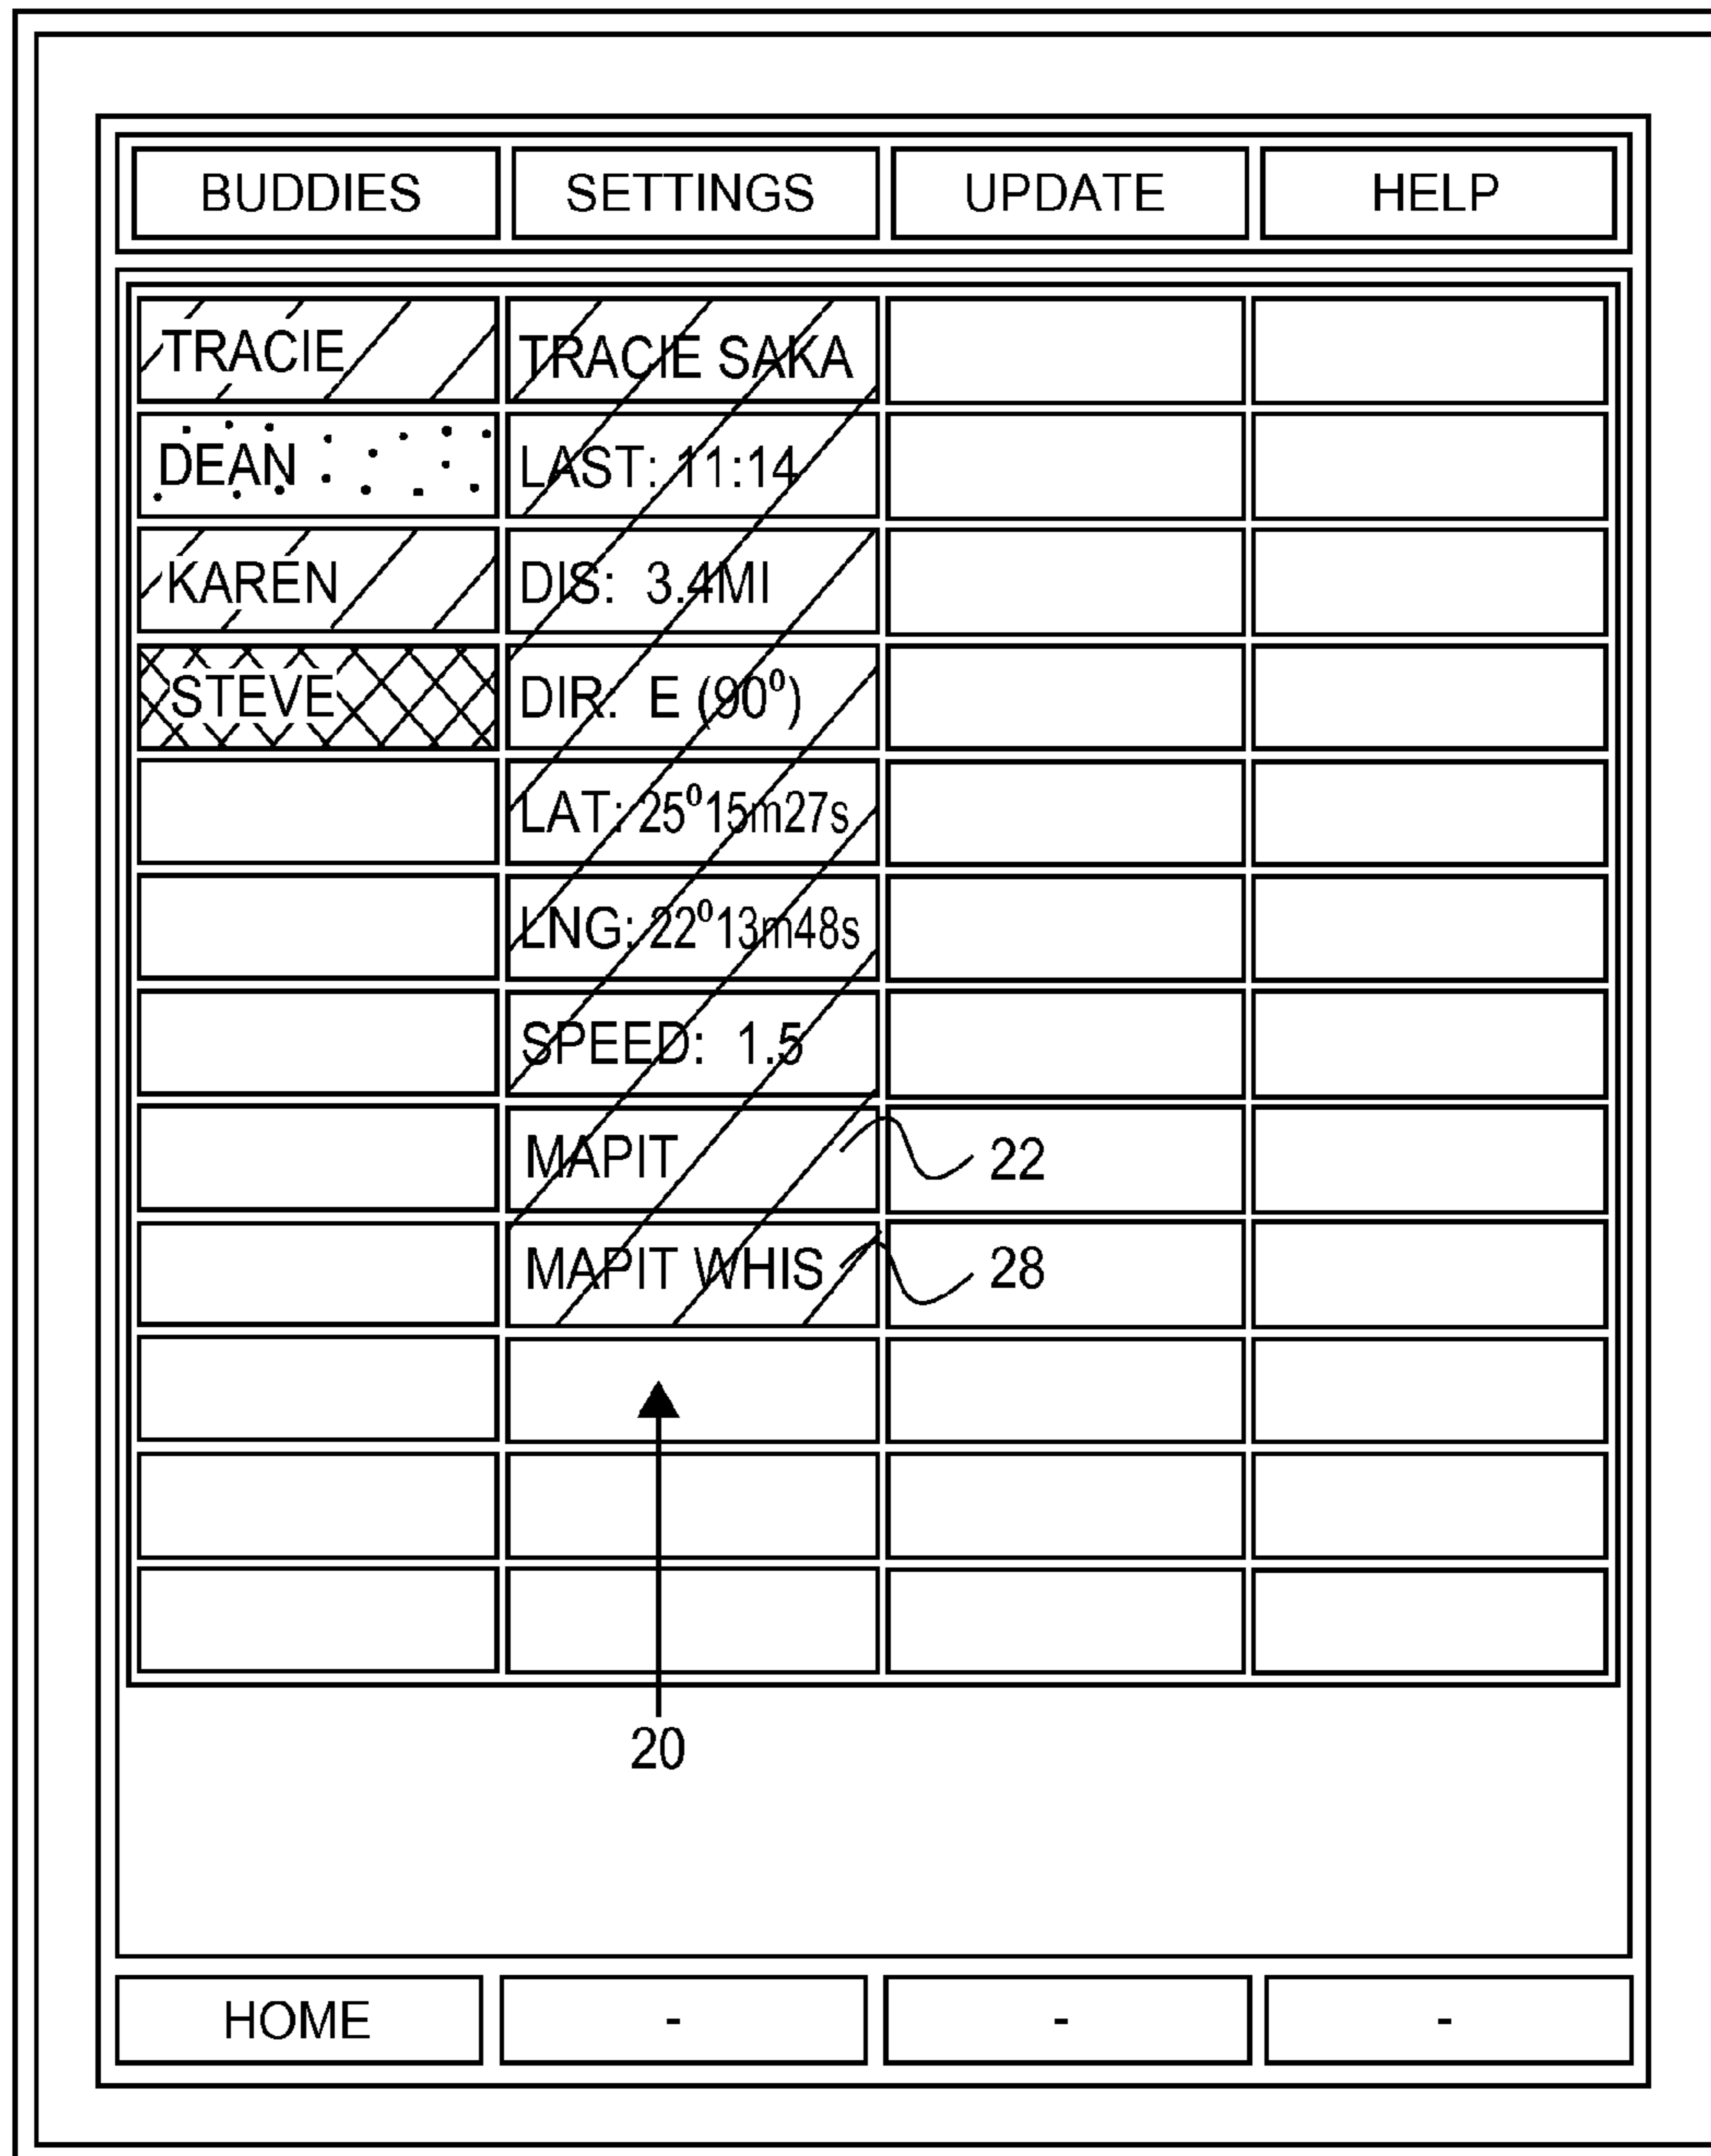 BUDDIES SETTINGS UPDATE HELP
TRACIE TRACIE SAKA
DEAN LAST: 11:14
KAREN DIS: 3.4MI
STEVE DIR: E (90⁰)
LAT: 25⁰15m27s
LNG: 22⁰13m48s
SPEED: 1.5
MAPIT 22
MAPIT WHIS 28
20
HOME - - -